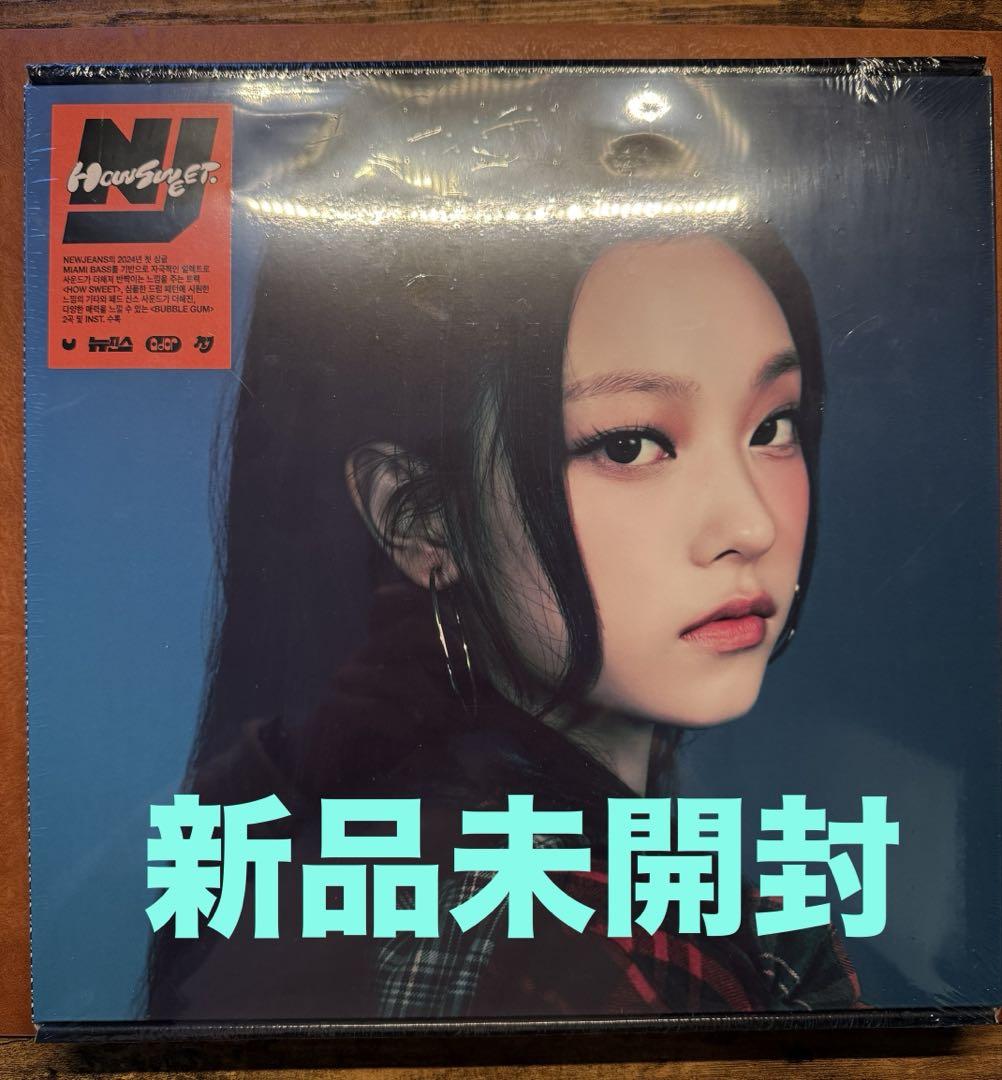 NJ
HOWSWEET.
NEWJEANS의 2024년 첫 싱글
MIAMI BASS를 기반으로 자극적인 일렉트로
사운드가 더해져 반짝이는 느낌을 주는 트랙
<HOW SWEET>, 심플한 드럼 패턴에 시원한
느낌의 기타와 패드 신스 사운드가 더해진,
다양한 매력을 느낄 수 있는 <BUBBLE GUM>
2곡 및 INST. 수록
뉴진스 NJ
新品未開封